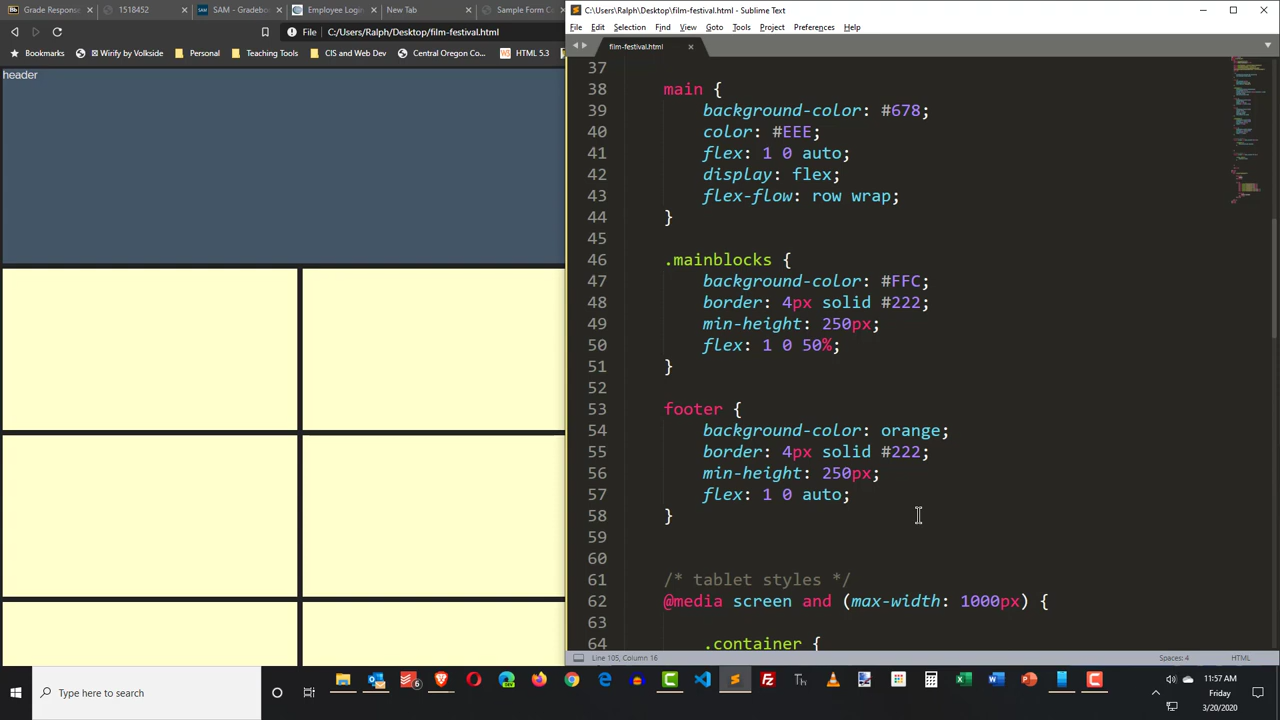 Grade Response
1518452
SAM - Gradeboo
Employee Login
New Tab
Sample Form Co
File C:/Users/Ralph/Desktop/film-festival.html
Bookmarks
Wirify by Volkside
Personal
Teaching Tools
CIS and Web Dev
Central Oregon Co...
HTML 5.3
header
C:\Users\Ralph\Desktop\film-festival.html - Sublime Text
File Edit Selection Find View Goto Tools Project Preferences Help
film-festival.html
37
38 main {
39 background-color: #678;
40 color: #EEE;
41 flex: 1 0 auto;
42 display: flex;
43 flex-flow: row wrap;
44 }
45
46 .mainblocks {
47 background-color: #FFC;
48 border: 4px solid #222;
49 min-height: 250px;
50 flex: 1 0 50%;
51 }
52
53 footer {
54 background-color: orange;
55 border: 4px solid #222;
56 min-height: 250px;
57 flex: 1 0 auto;
58 }
59
60
61 /* tablet styles */
62 @media screen and (max-width: 1000px) {
63
64 .container {
Line 105, Column 16
Spaces: 4
HTML
Type here to search
11:57 AM
Friday
3/20/2020